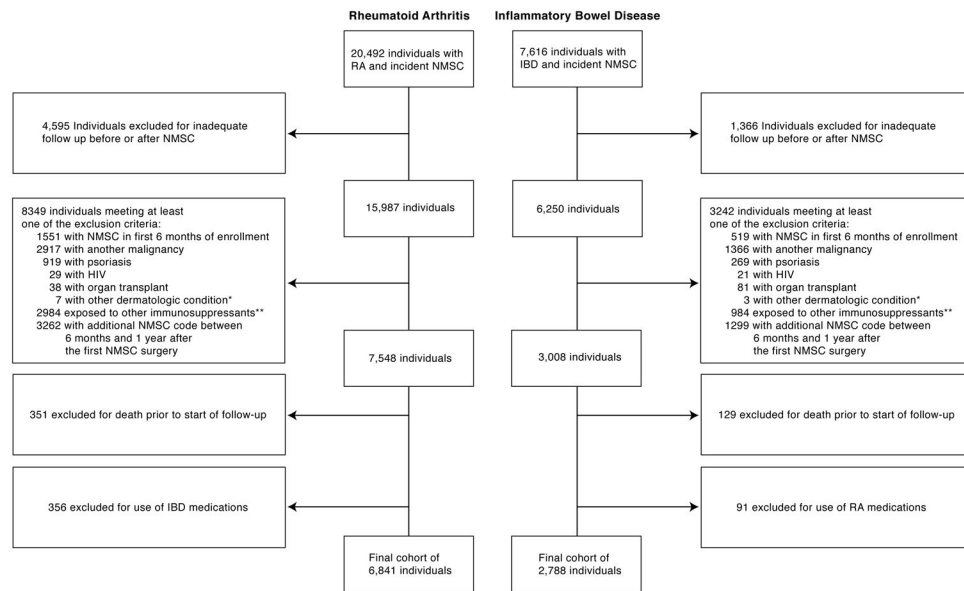 Rheumatoid Arthritis
Inflammatory Bowel Disease
20,492 individuals with
RA and incident NMSC
7,616 individuals with
IBD and incident NMSC
4,595 Individuals excluded for inadequate
follow up before or after NMSC
1,366 Individuals excluded for inadequate
follow up before or after NMSC
15,987 individuals
6,250 individuals
8349 individuals meeting at least
one of the exclusion criteria:
1551 with NMSC in first 6 months of enrollment
2917 with another malignancy
919 with psoriasis
29 with HIV
38 with organ transplant
7 with other dermatologic condition*
2984 exposed to other immunosuppressants**
3262 with additional NMSC code between
6 months and 1 year after
the first NMSC surgery
3242 individuals meeting at least
one of the exclusion criteria:
519 with NMSC in first 6 months of enrollment
1366 with another malignancy
269 with psoriasis
21 with HIV
81 with organ transplant
3 with other dermatologic condition*
984 exposed to other immunosuppressants**
1299 with additional NMSC code between
6 months and 1 year after
the first NMSC surgery
7,548 individuals
3,008 individuals
351 excluded for death prior to start of follow-up
129 excluded for death prior to start of follow-up
356 excluded for use of IBD medications
91 excluded for use of RA medications
Final cohort of
6,841 individuals
Final cohort of
2,788 individuals